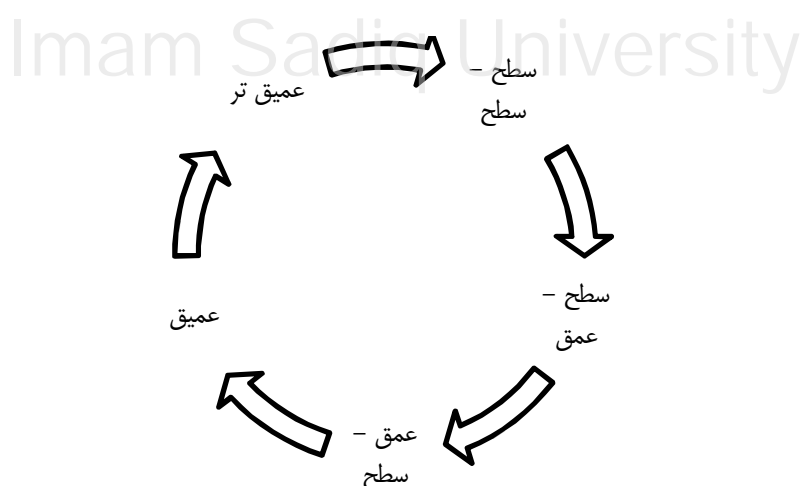 Imam Sadiq University
سطح –
سطح
سطح –
عمق
عمق –
سطح
عمیق
عمیق تر